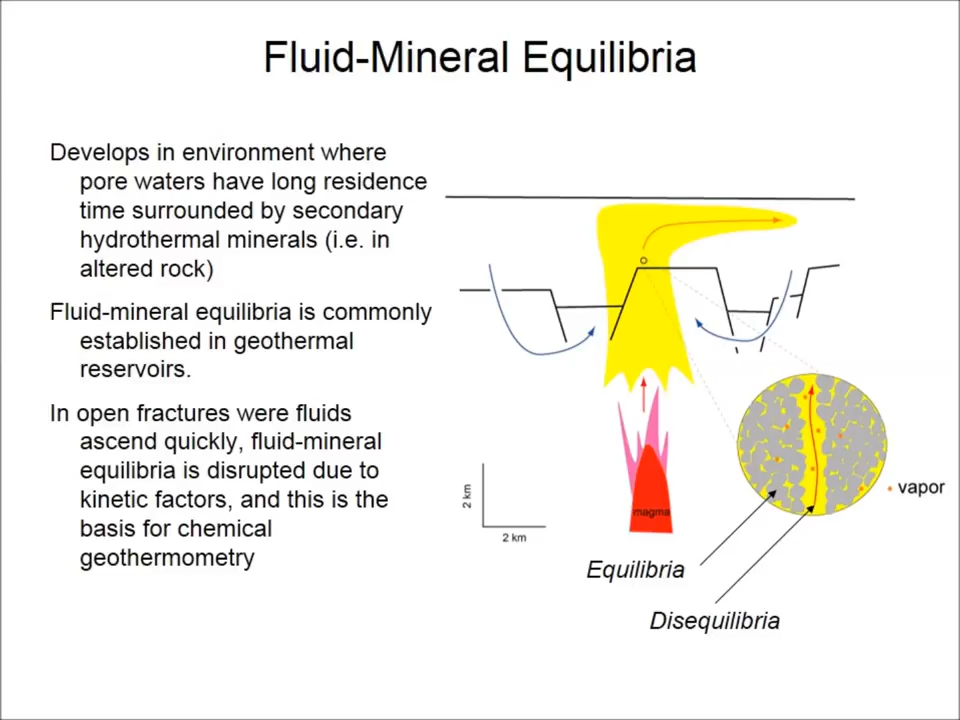 Fluid-Mineral Equilibria
Develops in environment where
pore waters have long residence
time surrounded by secondary
hydrothermal minerals (i.e. in
altered rock)
Fluid-mineral equilibria is commonly
established in geothermal
reservoirs.
In open fractures were fluids
ascend quickly, fluid-mineral
equilibria is disrupted due to
kinetic factors, and this is the
basis for chemical
geothermometry
magma
2 km
2 km
vapor
Equilibria
Disequilibria